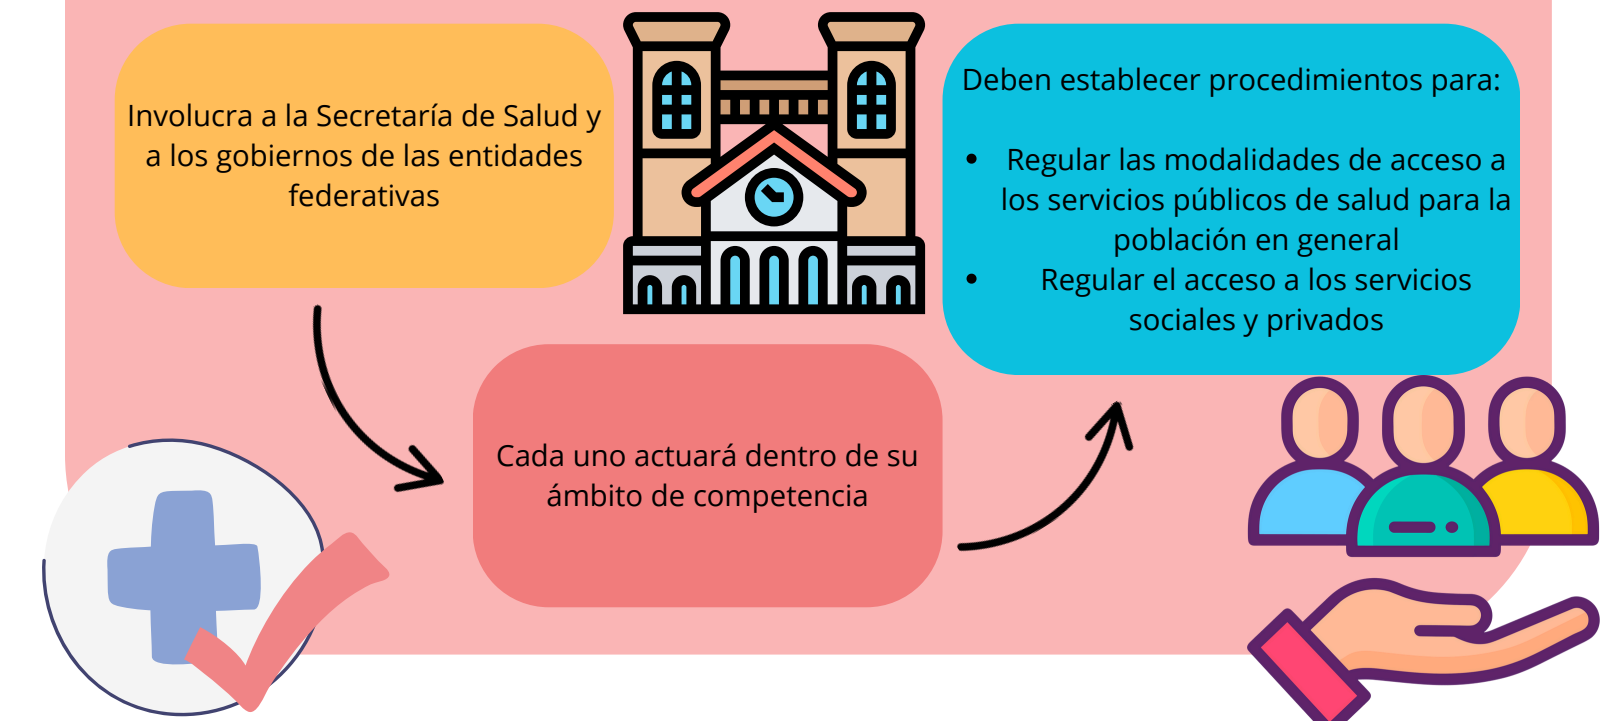 Involucra a la Secretaría de Salud y
a los gobiernos de las entidades
federativas
Cada uno actuará dentro de su
ámbito de competencia
Deben establecer procedimientos para:
• Regular las modalidades de acceso a
los servicios públicos de salud para la
población en general
• Regular el acceso a los servicios
sociales y privados